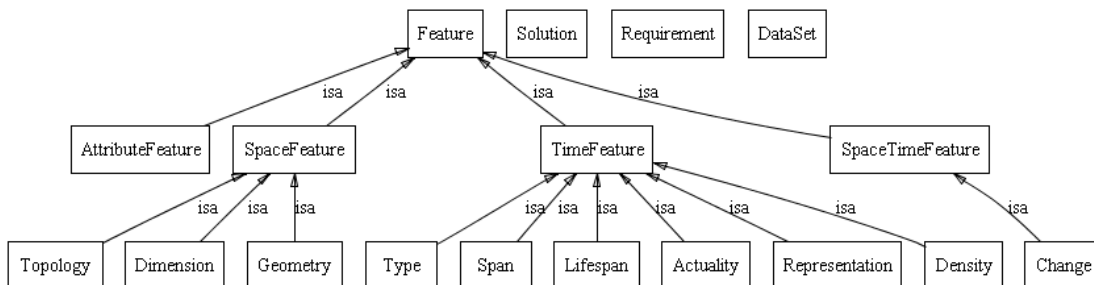 Feature
Solution
Requirement
DataSet
isa
isa
isa
isa
AttributeFeature
SpaceFeature
TimeFeature
SpaceTimeFeature
isa
isa
isa
isa
isa
isa
isa
isa
isa
isa
Topology
Dimension
Geometry
Type
Span
Lifespan
Actuality
Representation
Density
Change